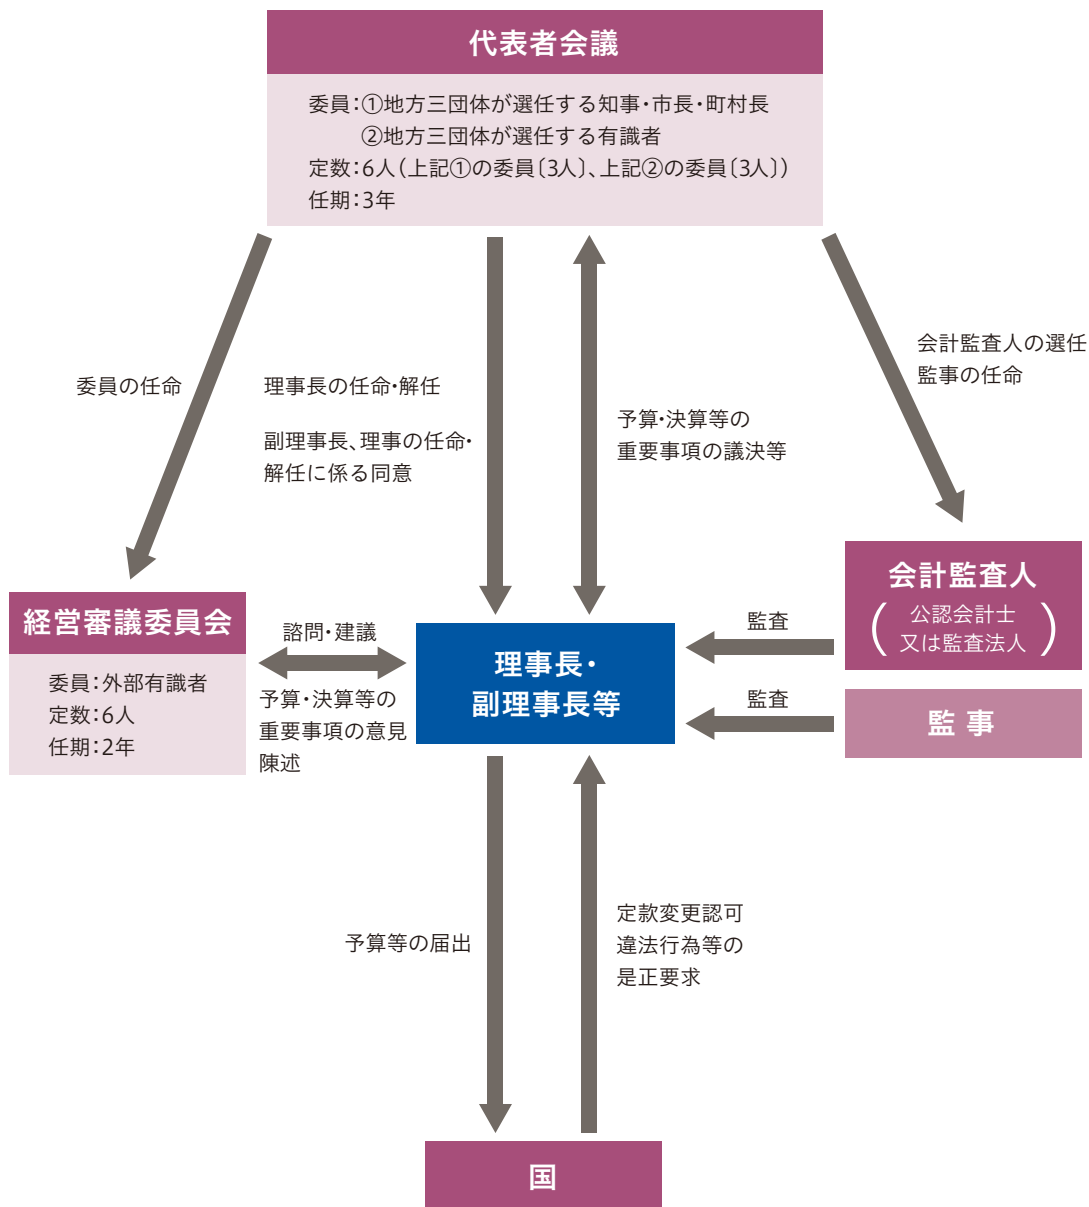 代表者会議
委員：①地方三団体が選任する知事・市長・町村長
②地方三団体が選任する有識者
定数：6人（上記①の委員〔3人〕、上記②の委員〔3人〕）
任期：3年
委員の任命
理事長の任命・解任
副理事長、理事の任命・
解任に係る同意
予算・決算等の
重要事項の議決等
会計監査人の選任
監事の任命
経営審議委員会
委員：外部有識者
定数：6人
任期：2年
諮問・建議
予算・決算等の
重要事項の意見
陳述
理事長・
副理事長等
監査
監査
会計監査人
（公認会計士
又は監査法人）
監 事
予算等の届出
定款変更認可
違法行為等の
是正要求
国